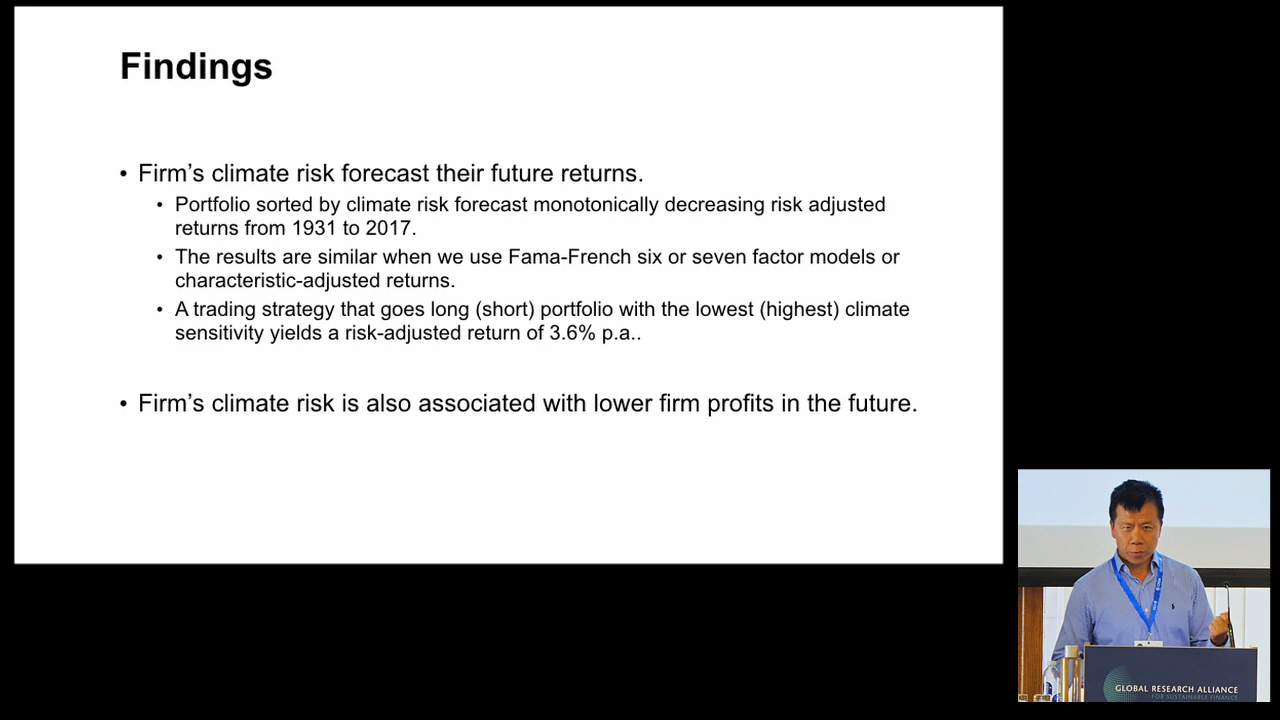 Findings
• Firm's climate risk forecast their future returns.
• Portfolio sorted by climate risk forecast monotonically decreasing risk adjusted
returns from 1931 to 2017.
• The results are similar when we use Fama-French six or seven factor models or
characteristic-adjusted returns.
• A trading strategy that goes long (short) portfolio with the lowest (highest) climate
sensitivity yields a risk-adjusted return of 3.6% p.a..
• Firm's climate risk is also associated with lower firm profits in the future.
GLOBAL RESEARCH ALLIANCE
FOR SUSTAINABLE FINANCE